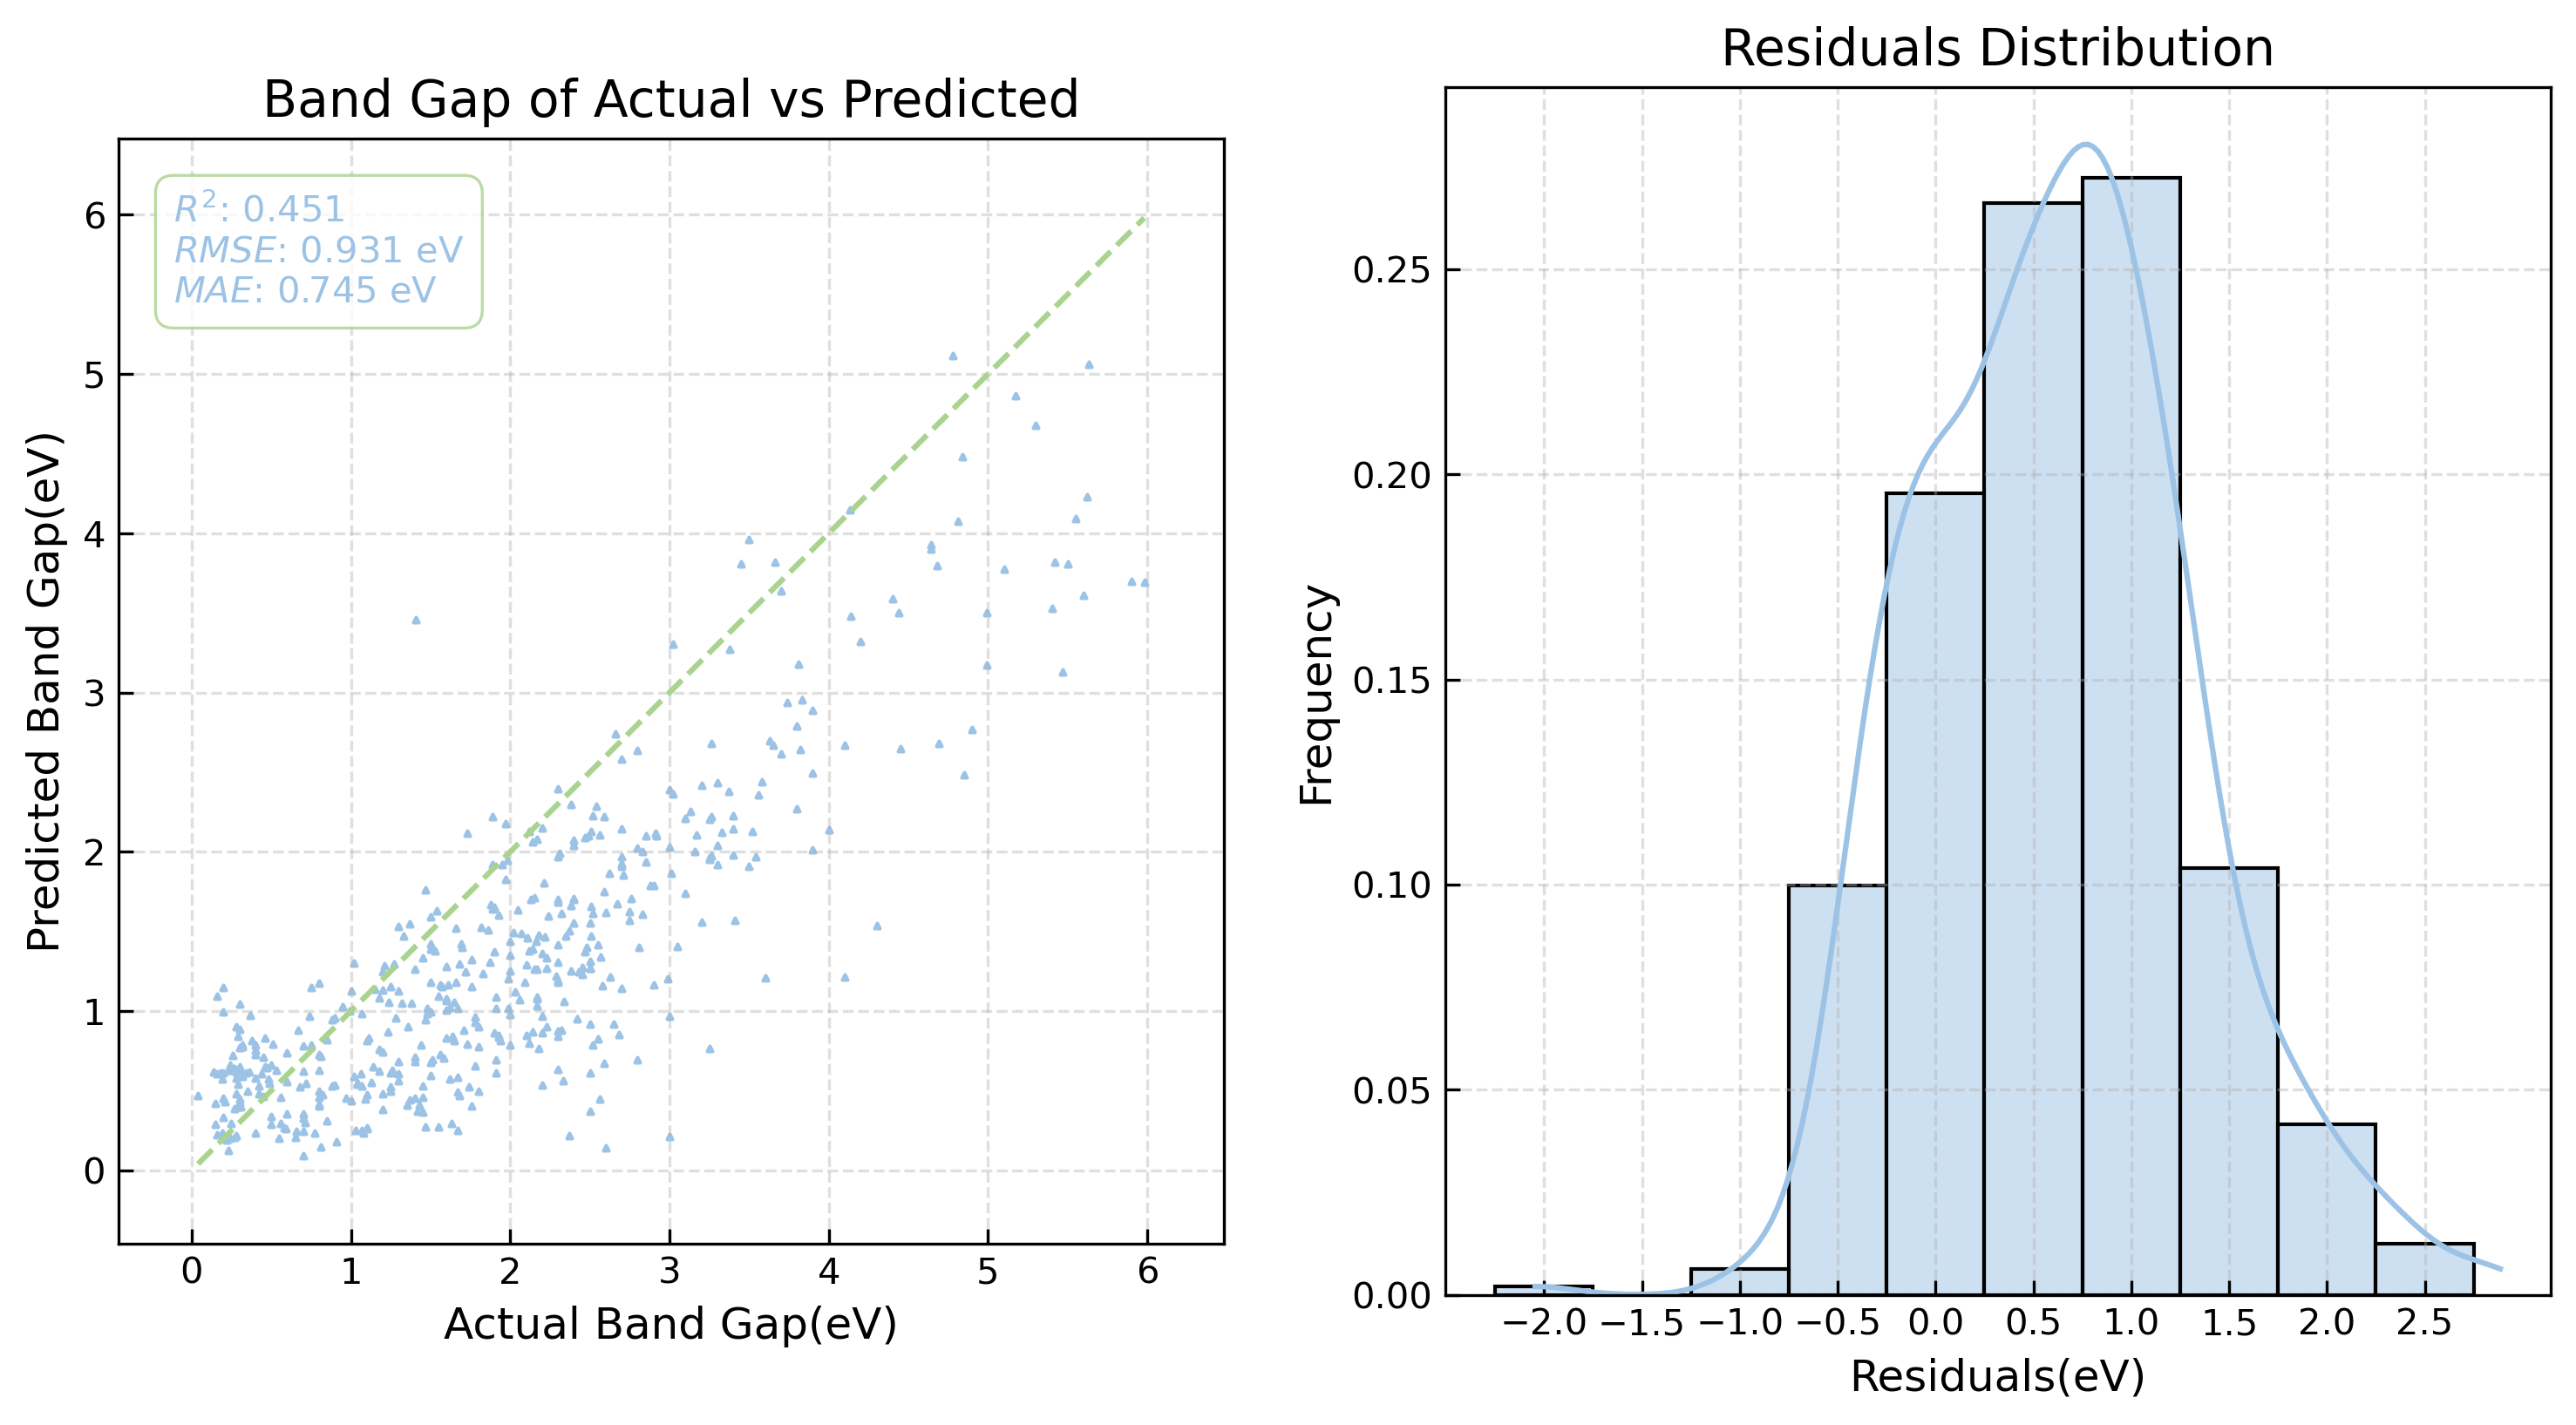 Band Gap of Actual vs Predicted
R²: 0.451
RMSE: 0.931 eV
MAE: 0.745 eV
Predicted Band Gap(eV)
6
5
4
3
2
1
0
0 1 2 3 4 5 6
Actual Band Gap(eV)
Residuals Distribution
Frequency
0.25
0.20
0.15
0.10
0.05
0.00
−2.0 −1.5 −1.0 −0.5 0.0 0.5 1.0 1.5 2.0 2.5
Residuals(eV)